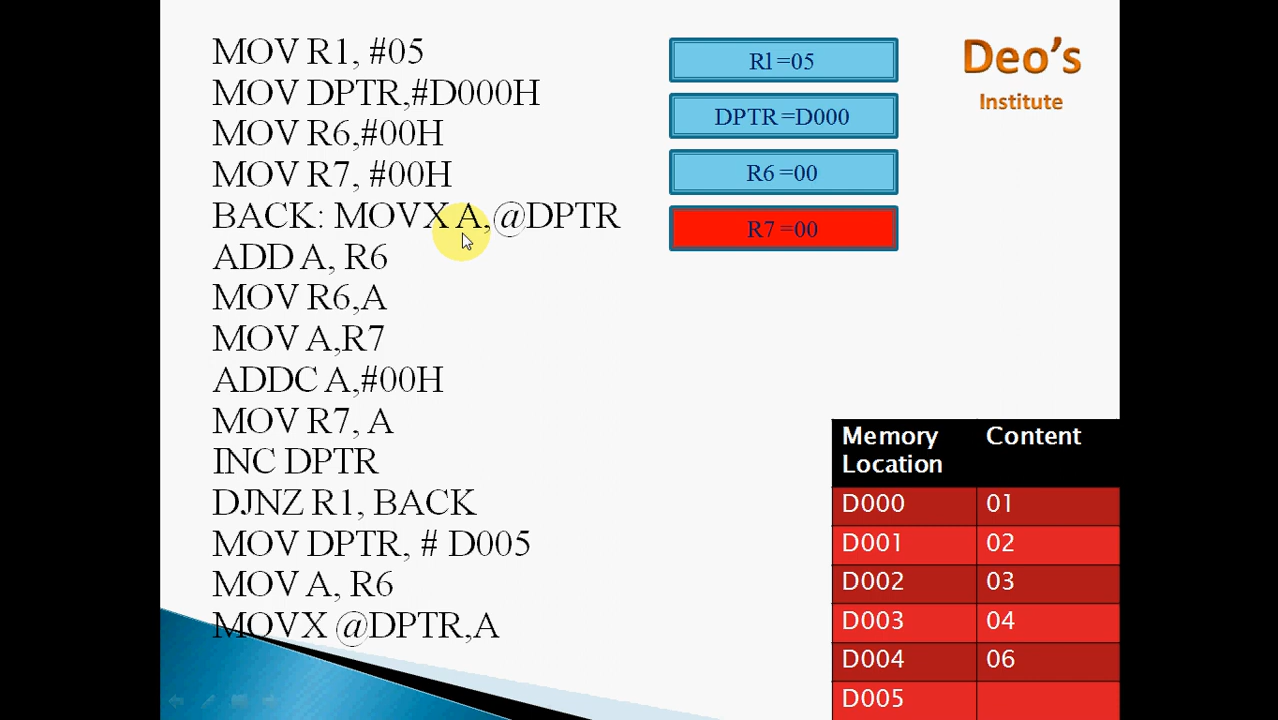 MOV R1, #05
MOV DPTR,#D000H
MOV R6,#00H
MOV R7, #00H
BACK: MOVX A,@DPTR
ADD A, R6
MOV R6,A
MOV A,R7
ADDC A,#00H
MOV R7, A
INC DPTR
DJNZ R1, BACK
MOV DPTR, # D005
MOV A, R6
MOVX @DPTR,A
R1 =05
DPTR =D000
R6 =00
R7 =00
Deo's
Institute
Memory Location Content
D000 01
D001 02
D002 03
D003 04
D004 06
D005